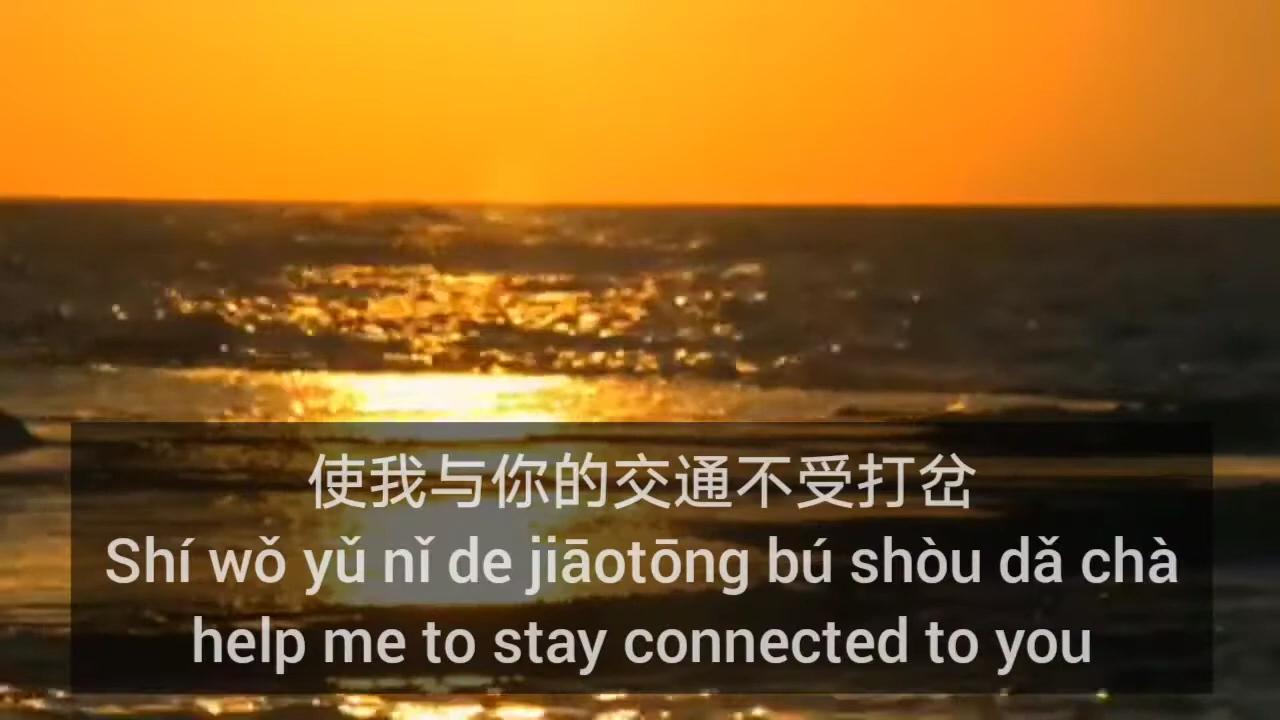 使我与你的交通不受打岔
Shí wǒ yǔ nǐ de jiāotōng bú shòu dǎ chà
help me to stay connected to you